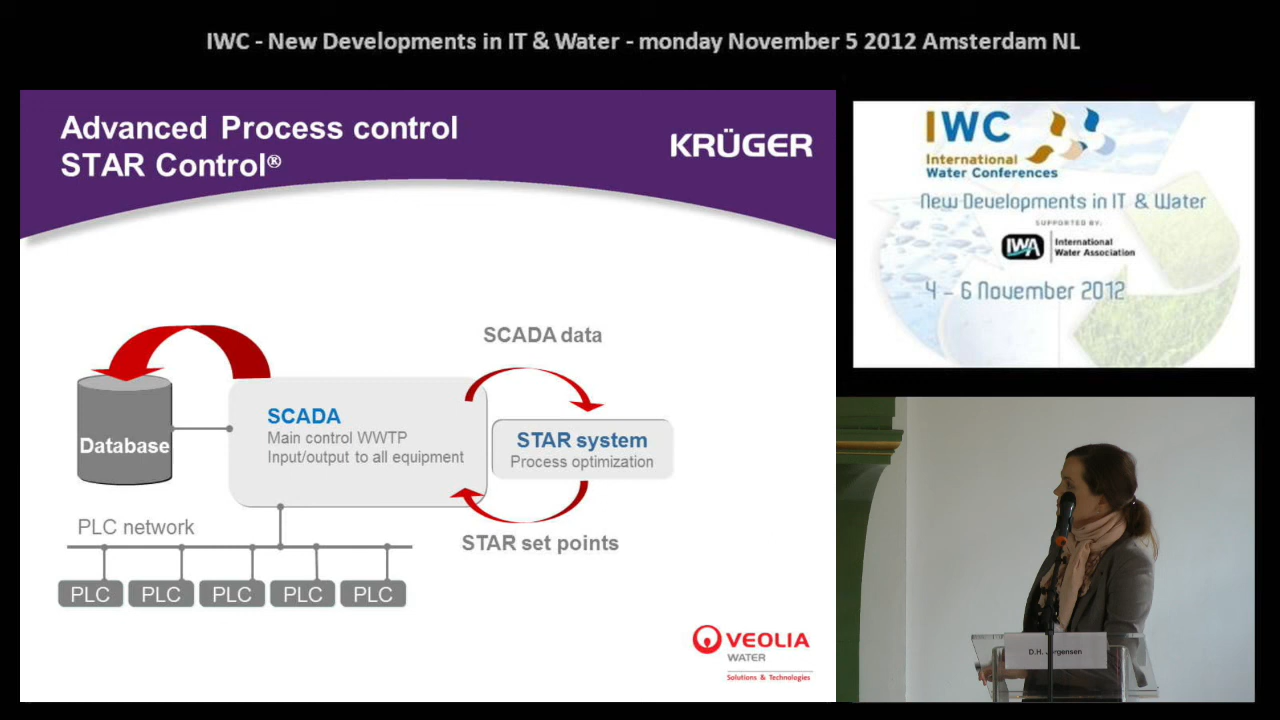 IWC - New Developments in IT & Water - monday November 5 2012 Amsterdam NL
Advanced Process control
STAR Control®
KRÜGER
SCADA data
SCADA
Main control WWTP
Input/output to all equipment
Database
STAR system
Process optimization
PLC network
STAR set points
PLC PLC PLC PLC PLC
VEOLIA
WATER
Solutions & Technologies
IWC
International
Water Conferences
New Developments in IT & Water
SUPPORTED BY:
IWA International
Water Association
4 - 6 November 2012
D.H. Jørgensen